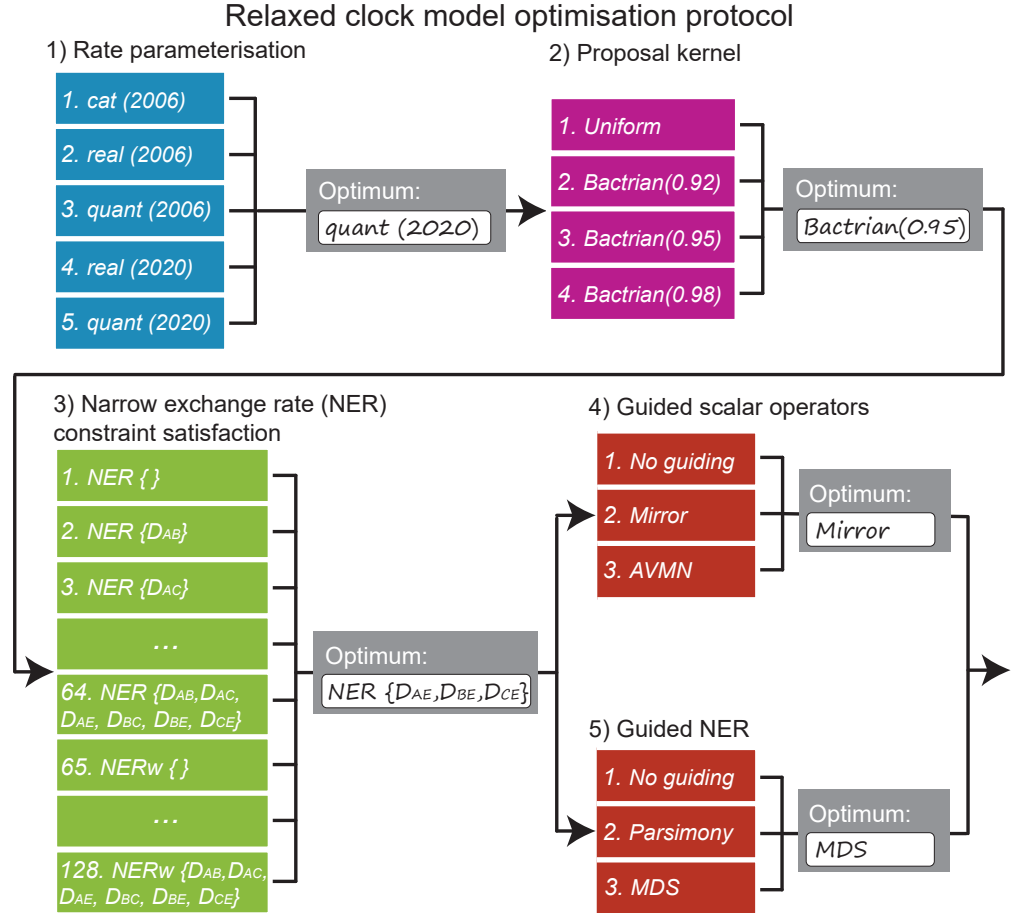 Relaxed clock model optimisation protocol
1) Rate parameterisation
1. cat (2006)
2. real (2006)
3. quant (2006)
4. real (2020)
5. quant (2020)
Optimum:
quant (2020)
2) Proposal kernel
1. Uniform
2. Bactrian(0.92)
3. Bactrian(0.95)
4. Bactrian(0.98)
Optimum:
Bactrian(0.95)
3) Narrow exchange rate (NER)
constraint satisfaction
1. NER { }
2. NER {DAB}
3. NER {DAC}
...
64. NER {DAB,DAC,
DAE, DBC, DBE, DCE}
65. NERw { }
...
128. NERw {DAB,DAC,
DAE, DBC, DBE, DCE}
Optimum:
NER {DAE,DBE,DCE}
4) Guided scalar operators
1. No guiding
2. Mirror
3. AVMN
Optimum:
Mirror
5) Guided NER
1. No guiding
2. Parsimony
3. MDS
Optimum:
MDS